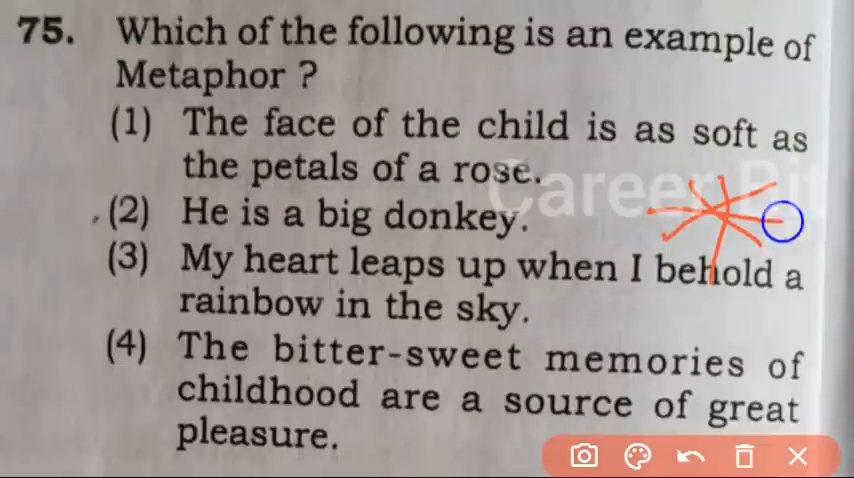 75. Which of the following is an example of
Metaphor ?
(1) The face of the child is as soft as
the petals of a rose.
Career
(2) He is a big donkey.
(3) My heart leaps up when I behold a
rainbow in the sky.
(4) The bitter-sweet memories of
childhood are a source of great
pleasure.